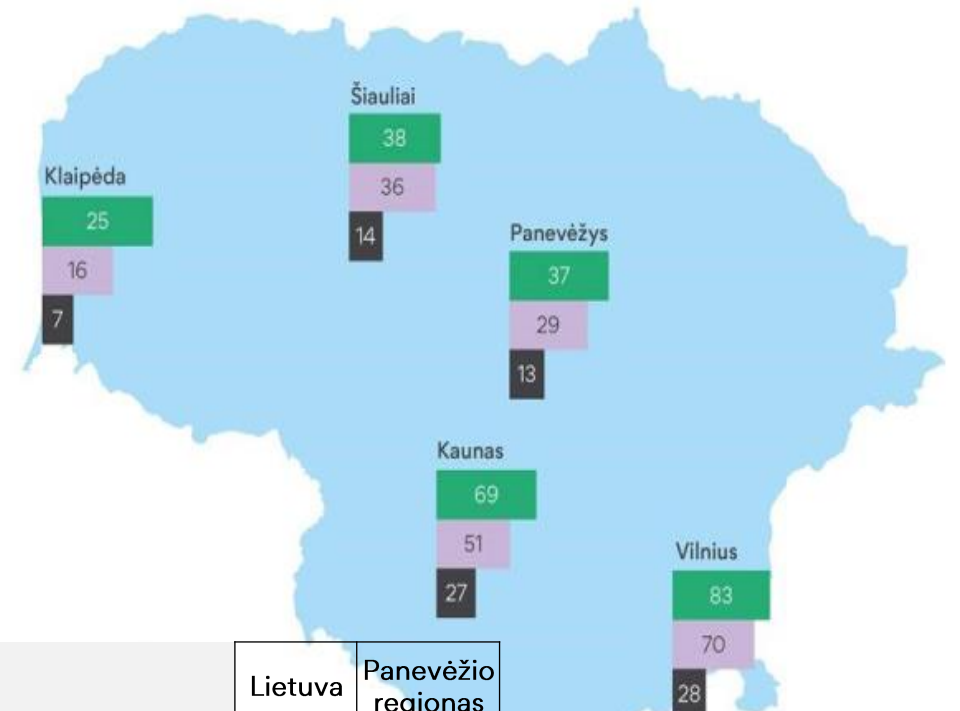 Šiauliai
38
36
14
Klaipėda
25
16
7
Panevėžys
37
29
13
Kaunas
69
51
27
Vilnius
83
70
28
Lietuva
Panevėžio
regionas